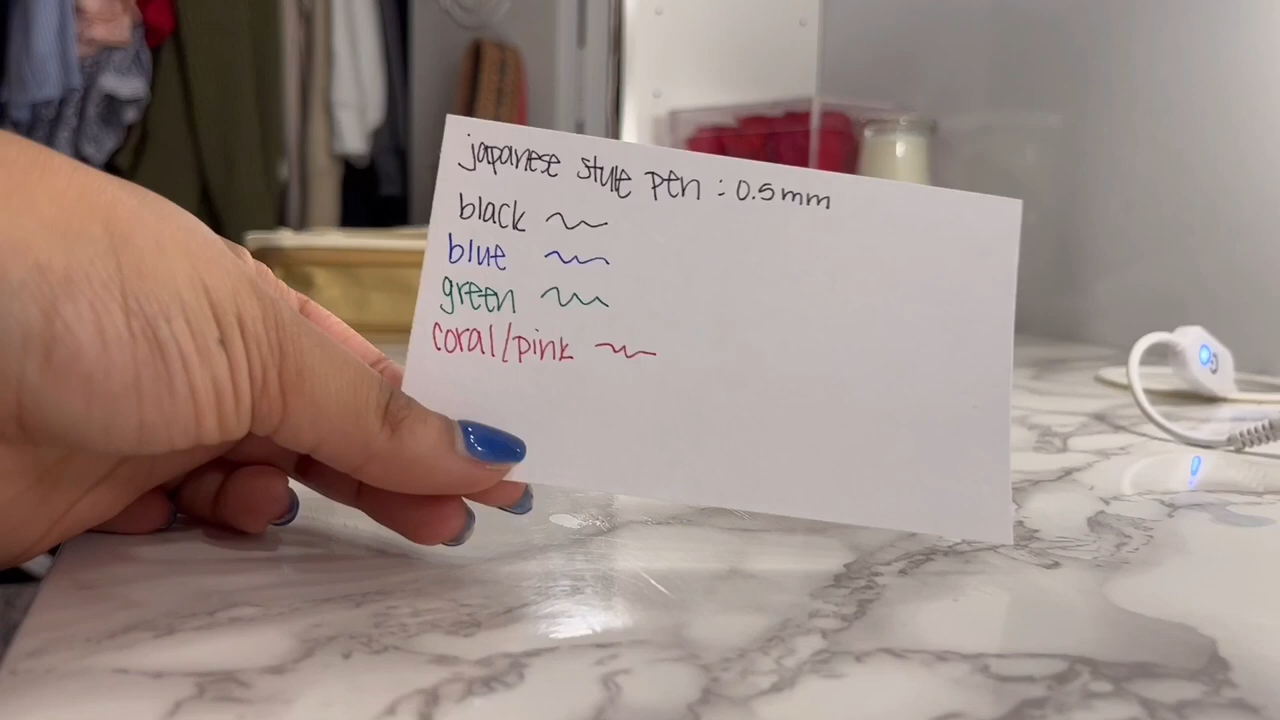 japanese style pen : 0.5mm
black
blue
green
coral/pink